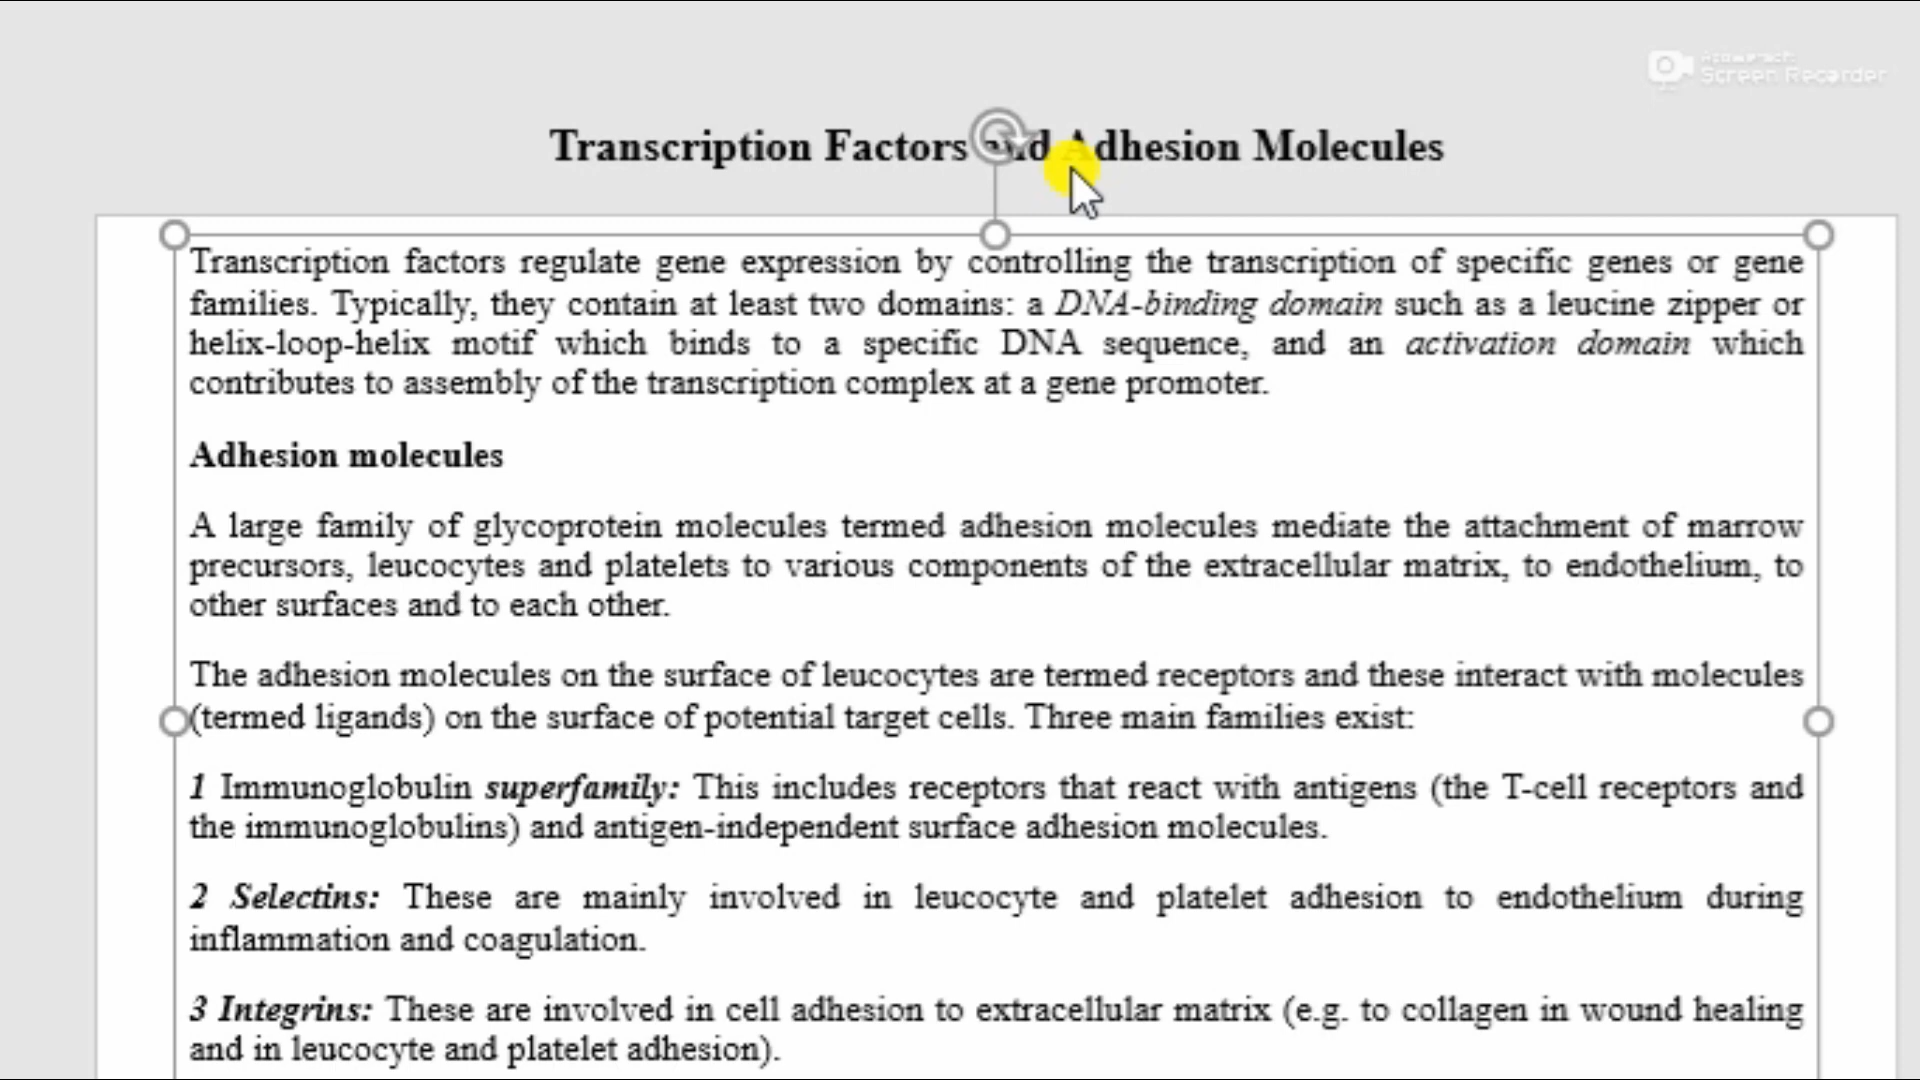 Screen Recorder
Transcription Factors and Adhesion Molecules
Transcription factors regulate gene expression by controlling the transcription of specific genes or gene
families. Typically, they contain at least two domains: a DNA-binding domain such as a leucine zipper or
helix-loop-helix motif which binds to a specific DNA sequence, and an activation domain which
contributes to assembly of the transcription complex at a gene promoter.
Adhesion molecules
A large family of glycoprotein molecules termed adhesion molecules mediate the attachment of marrow
precursors, leucocytes and platelets to various components of the extracellular matrix, to endothelium, to
other surfaces and to each other.
The adhesion molecules on the surface of leucocytes are termed receptors and these interact with molecules
(termed ligands) on the surface of potential target cells. Three main families exist:
1 Immunoglobulin superfamily: This includes receptors that react with antigens (the T-cell receptors and
the immunoglobulins) and antigen-independent surface adhesion molecules.
2 Selectins: These are mainly involved in leucocyte and platelet adhesion to endothelium during
inflammation and coagulation.
3 Integrins: These are involved in cell adhesion to extracellular matrix (e.g. to collagen in wound healing
and in leucocyte and platelet adhesion).